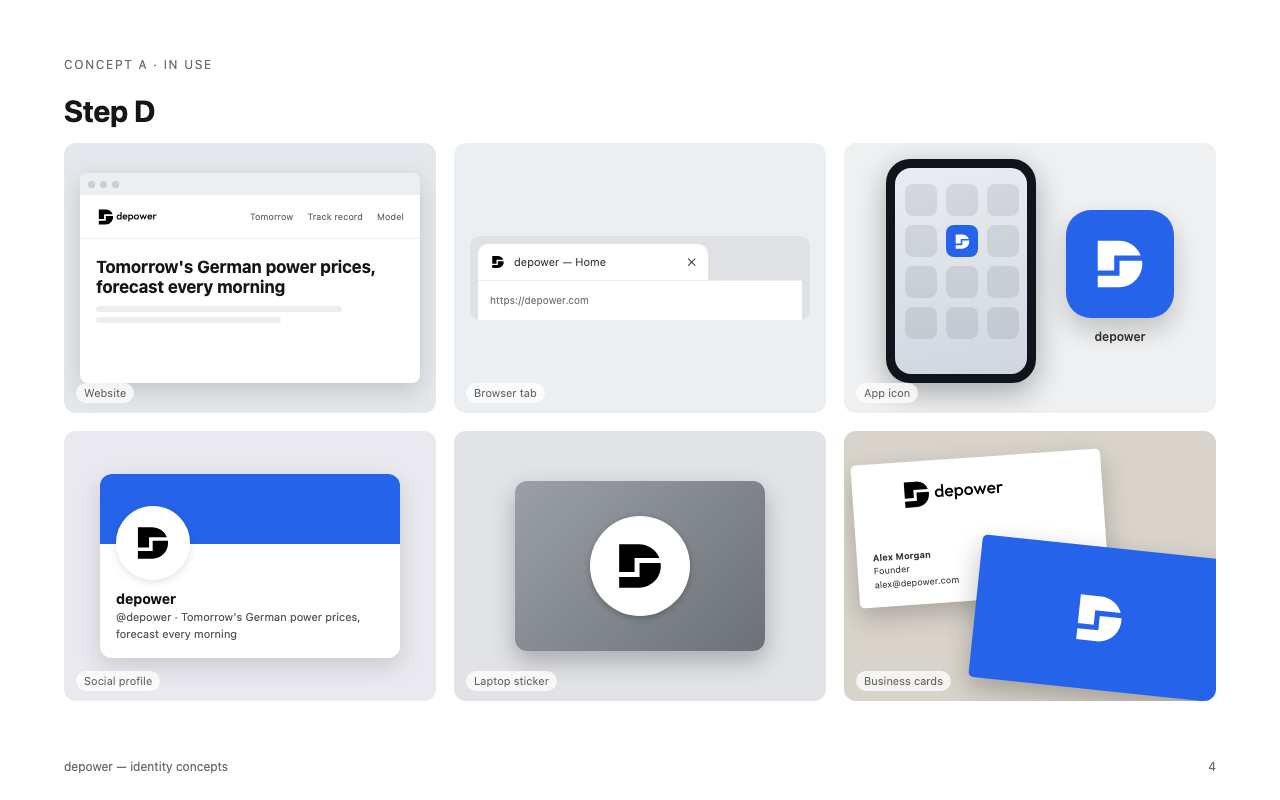 CONCEPT A · IN USE
Step D
depower
Tomorrow Track record Model
Tomorrow's German power prices,
forecast every morning
Website
depower — Home
https://depower.com
Browser tab
depower
App icon
depower
@depower · Tomorrow's German power prices,
forecast every morning
Social profile
Laptop sticker
depower
Alex Morgan
Founder
alex@depower.com
Business cards
depower — identity concepts
4